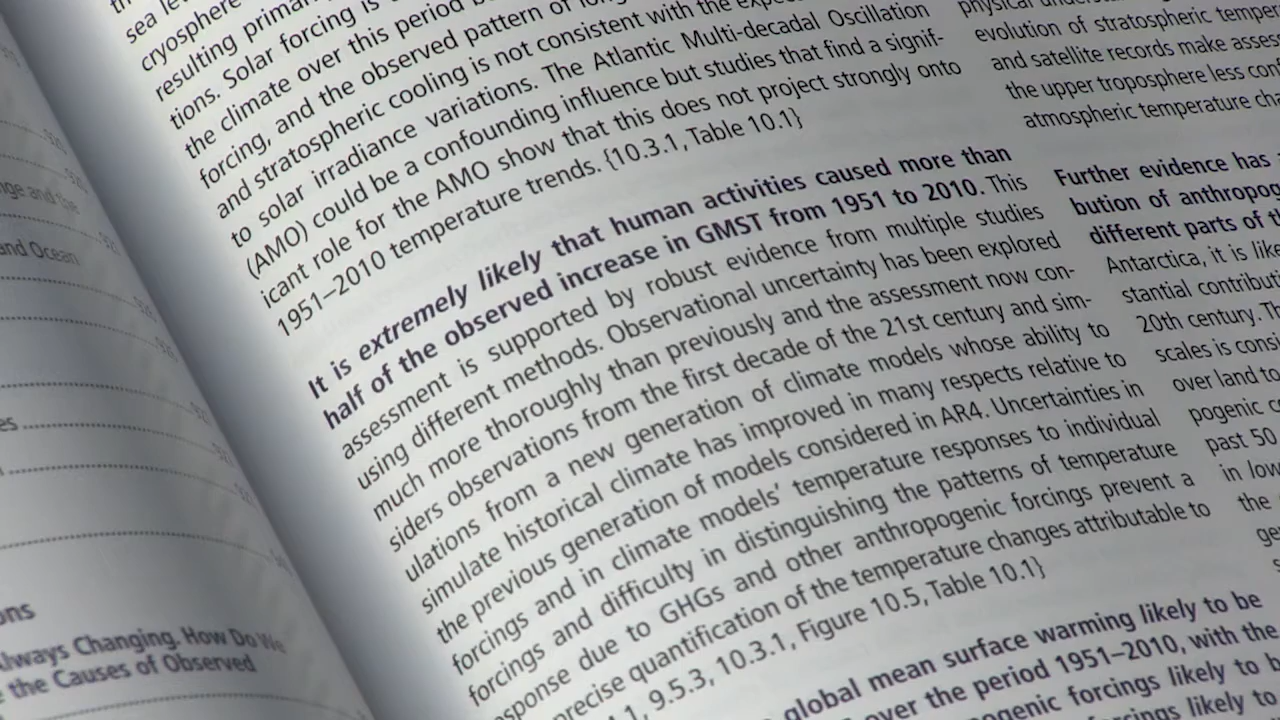 925
926
nge and the
927
and Ocean
ons
Always Changing. How Do We
the Causes of Observed
sea lev
cryosphere
resulting primar
tions. Solar forcing is
the climate over this period
forcing, and the observed pattern of
and stratospheric cooling is not consistent with the
to solar irradiance variations. The Atlantic Multi-decadal Oscillation
(AMO) could be a confounding influence but studies that find a signif-
icant role for the AMO show that this does not project strongly onto
1951–2010 temperature trends. {10.3.1, Table 10.1}
It is extremely likely that human activities caused more than
half of the observed increase in GMST from 1951 to 2010. This
assessment is supported by robust evidence from multiple studies
using different methods. Observational uncertainty has been explored
much more thoroughly than previously and the assessment now con-
siders observations from the first decade of the 21st century and sim-
ulations from a new generation of climate models whose ability to
simulate historical climate has improved in many respects relative to
the previous generation of models considered in AR4. Uncertainties in
forcings and in climate models’ temperature responses to individual
forcings and difficulty in distinguishing the patterns of temperature
sponse due to GHGs and other anthropogenic forcings prevent a
precise quantification of the temperature changes attributable to
.1, 9.5.3, 10.3.1, Figure 10.5, Table 10.1}
global mean surface warming likely to be
over the period 1951–2010, with the
ogenic forcings likely to b
forcings likely to
evolution of stratospheric temper
and satellite records make assess
the upper troposphere less conf
atmospheric temperature cha
Further evidence has
bution of anthropog
different parts of t
Antarctica, it is like
stantial contribut
20th century. Th
scales is consi
over land to
pogenic c
past 50
in low
the
ge